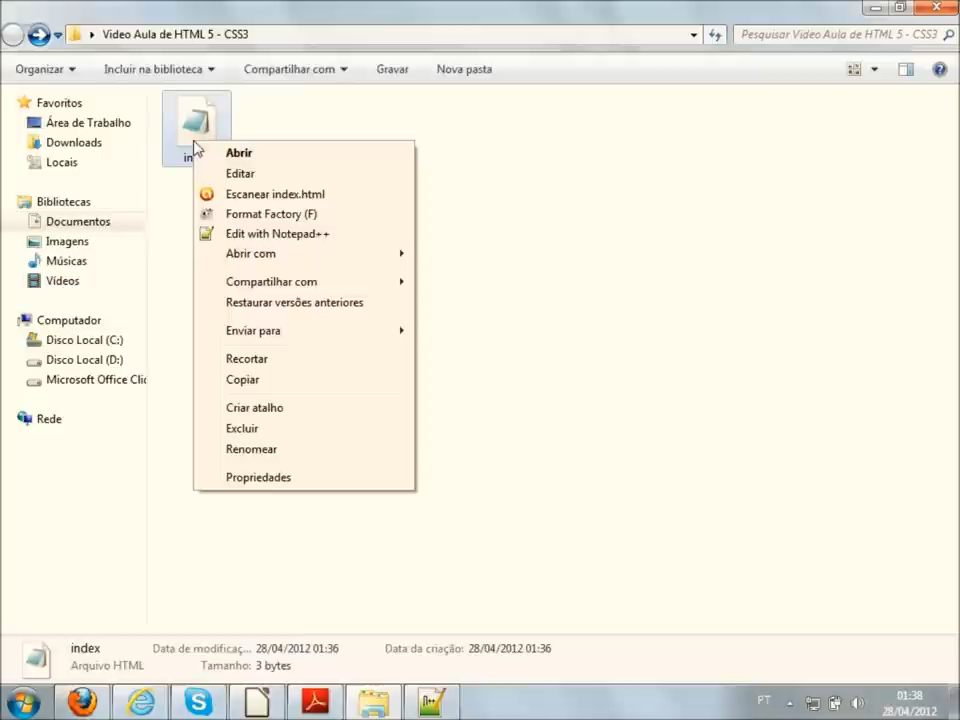 Video Aula de HTML 5 - CSS3
Pesquisar Video Aula de HTML 5 - CSS3
Organizar
Incluir na biblioteca
Compartilhar com
Gravar
Nova pasta
Favoritos
Área de Trabalho
Downloads
Locais
Bibliotecas
Documentos
Imagens
Músicas
Vídeos
Computador
Disco Local (C:)
Disco Local (D:)
Microsoft Office Clic
Rede
in
Abrir
Editar
Escanear index.html
Format Factory (F)
Edit with Notepad++
Abrir com
Compartilhar com
Restaurar versões anteriores
Enviar para
Recortar
Copiar
Criar atalho
Excluir
Renomear
Propriedades
index
Data de modificaç... 28/04/2012 01:36
Data da criação: 28/04/2012 01:36
Arquivo HTML
Tamanho: 3 bytes
PT
01:38
28/04/2012